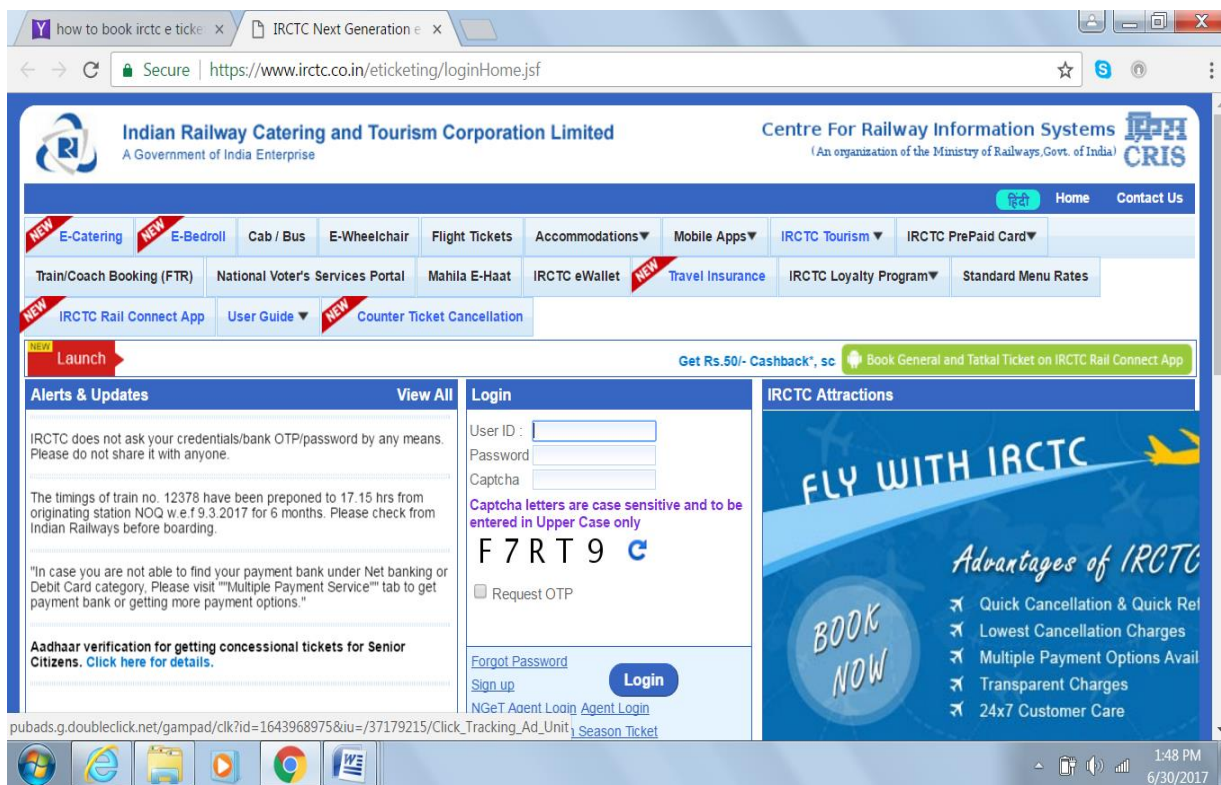 how to book irctc e ticke
IRCTC Next Generation e
Secure | https://www.irctc.co.in/eticketing/loginHome.jsf
Indian Railway Catering and Tourism Corporation Limited
A Government of India Enterprise
Centre For Railway Information Systems
(An organization of the Ministry of Railways,Govt. of India)
क्रिस
CRIS
हिंदी Home Contact Us
NEW E-Catering NEW E-Bedroll Cab / Bus E-Wheelchair Flight Tickets Accommodations▼ Mobile Apps▼ IRCTC Tourism ▼ IRCTC PrePaid Card▼
Train/Coach Booking (FTR) National Voter's Services Portal Mahila E-Haat IRCTC eWallet NEW Travel Insurance IRCTC Loyalty Program▼ Standard Menu Rates
NEW IRCTC Rail Connect App User Guide ▼ NEW Counter Ticket Cancellation
NEW
Launch
Get Rs.50/- Cashback*, sc
Book General and Tatkal Ticket on IRCTC Rail Connect App
Alerts & Updates View All
IRCTC does not ask your credentials/bank OTP/password by any means.
Please do not share it with anyone.
The timings of train no. 12378 have been preponed to 17.15 hrs from
originating station NOQ w.e.f 9.3.2017 for 6 months. Please check from
Indian Railways before boarding.
"In case you are not able to find your payment bank under Net banking or
Debit Card category, Please visit ""Multiple Payment Service"" tab to get
payment bank or getting more payment options."
Aadhaar verification for getting concessional tickets for Senior
Citizens. Click here for details.
Login
User ID :
Password
Captcha
Captcha letters are case sensitive and to be
entered in Upper Case only
F 7 R T 9
Request OTP
Forgot Password
Sign up
Login
NGeT Agent Login Agent Login
n Season Ticket
IRCTC Attractions
FLY WITH IRCTC
Advantages of IRCTC
BOOK
NOW
Quick Cancellation & Quick Ref
Lowest Cancellation Charges
Multiple Payment Options Avail
Transparent Charges
24x7 Customer Care
pubads.g.doubleclick.net/gampad/clk?id=1643968975&iu=/37179215/Click_Tracking_Ad_Unit
1:48 PM
6/30/2017